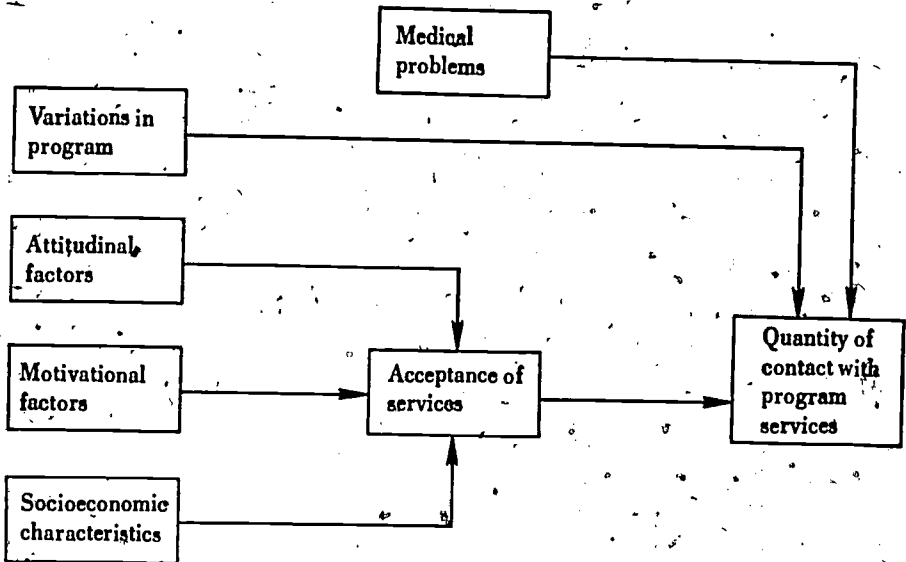 Medical
problems
Variations in
program
Attitudinal
factors
Motivational
factors
Acceptance of
services
Quantity of
contact with
program
services
Socioeconomic
characteristics